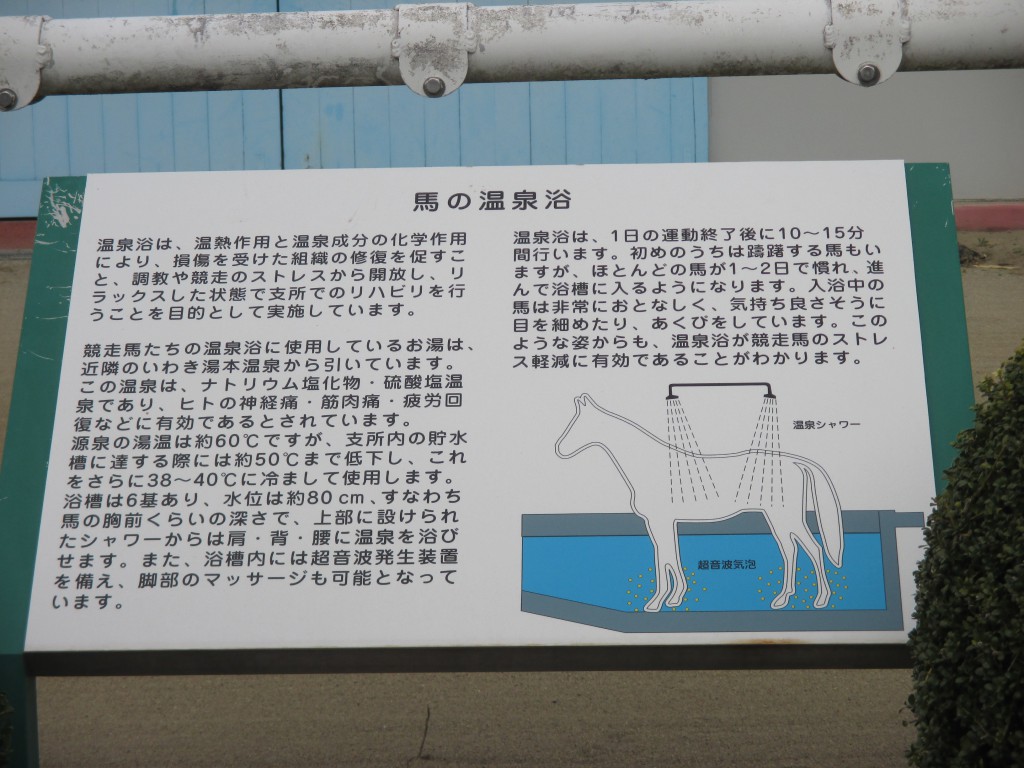 馬の温泉浴
温泉浴は、温熱作用と温泉成分の化学作用
により、損傷を受けた組織の修復を促すこ
と、調教や競走のストレスから開放し、リ
ラックスした状態で支所でのリハビリを行
うことを目的として実施しています。
競走馬たちの温泉浴に使用しているお湯は、
近隣のいわき湯本温泉から引いています。
この温泉は、ナトリウム塩化物・硫酸塩温
泉であり、ヒトの神経痛・筋肉痛・疲労回
復などに有効であるとされています。
源泉の湯温は約60℃ですが、支所内の貯水
槽に達する際には約50℃まで低下し、これ
をさらに38～40℃に冷まして使用します。
浴槽は6基あり、水位は約80cm、すなわち
馬の胸前くらいの深さで、上部に設けられ
たシャワーからは肩・背・腰に温泉を浴び
せます。また、浴槽内には超音波発生装置
を備え、脚部のマッサージも可能となって
います。
温泉浴は、1日の運動終了後に10～15分
間行います。初めのうちは躊躇する馬もい
ますが、ほとんどの馬が1～2日で慣れ、進
んで浴槽に入るようになります。入浴中の
馬は非常におとなしく、気持ち良さそうに
目を細めたり、あくびをしています。この
ような姿からも、温泉浴が競走馬のストレ
ス軽減に有効であることがわかります。
温泉シャワー
超音波気泡